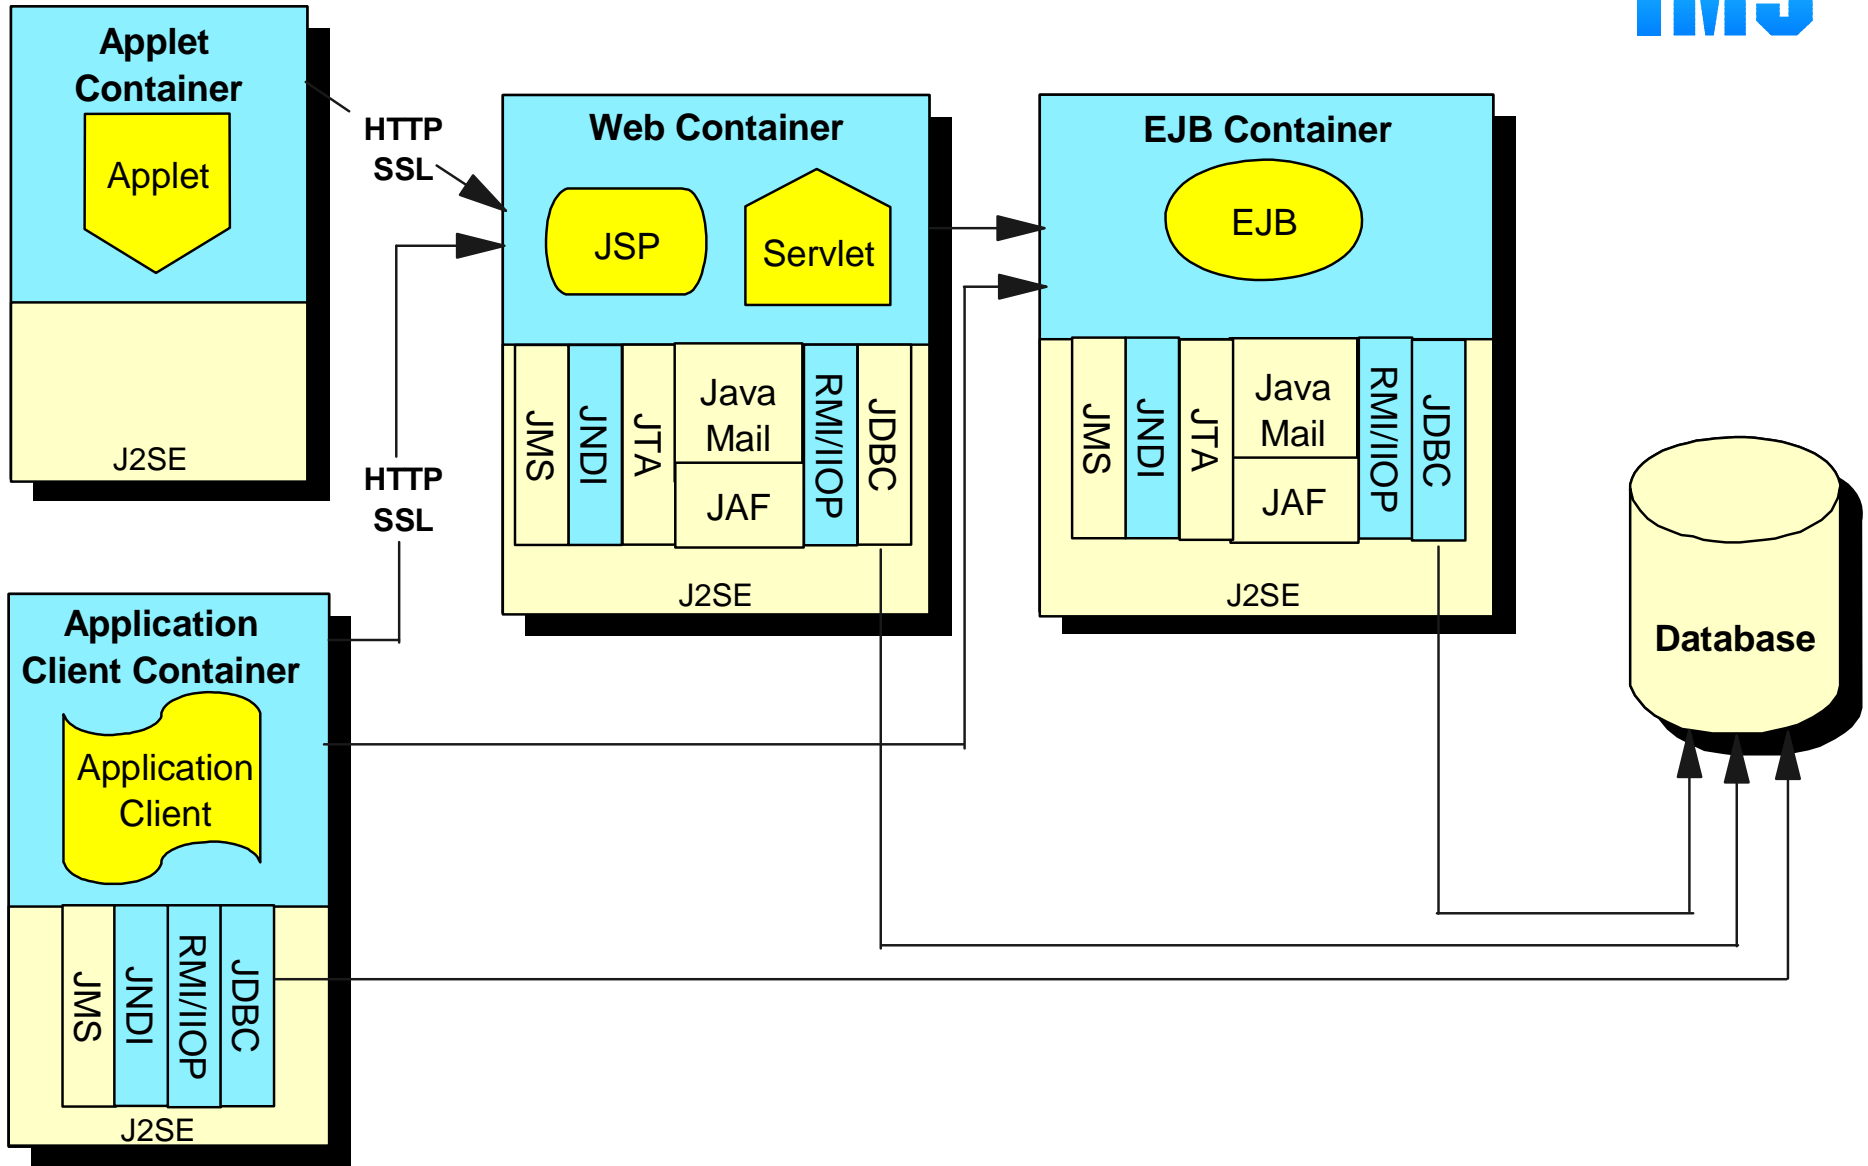 IMS
Applet
Container
Applet
J2SE
HTTP
SSL
Web Container
JSP
Servlet
JMS
JNDI
JTA
Java
Mail
JAF
RMI/IIOP
JDBC
J2SE
EJB Container
EJB
JMS
JNDI
JTA
Java
Mail
JAF
RMI/IIOP
JDBC
J2SE
HTTP
SSL
Database
Application
Client Container
Application
Client
JMS
JNDI
RMI/IIOP
JDBC
J2SE